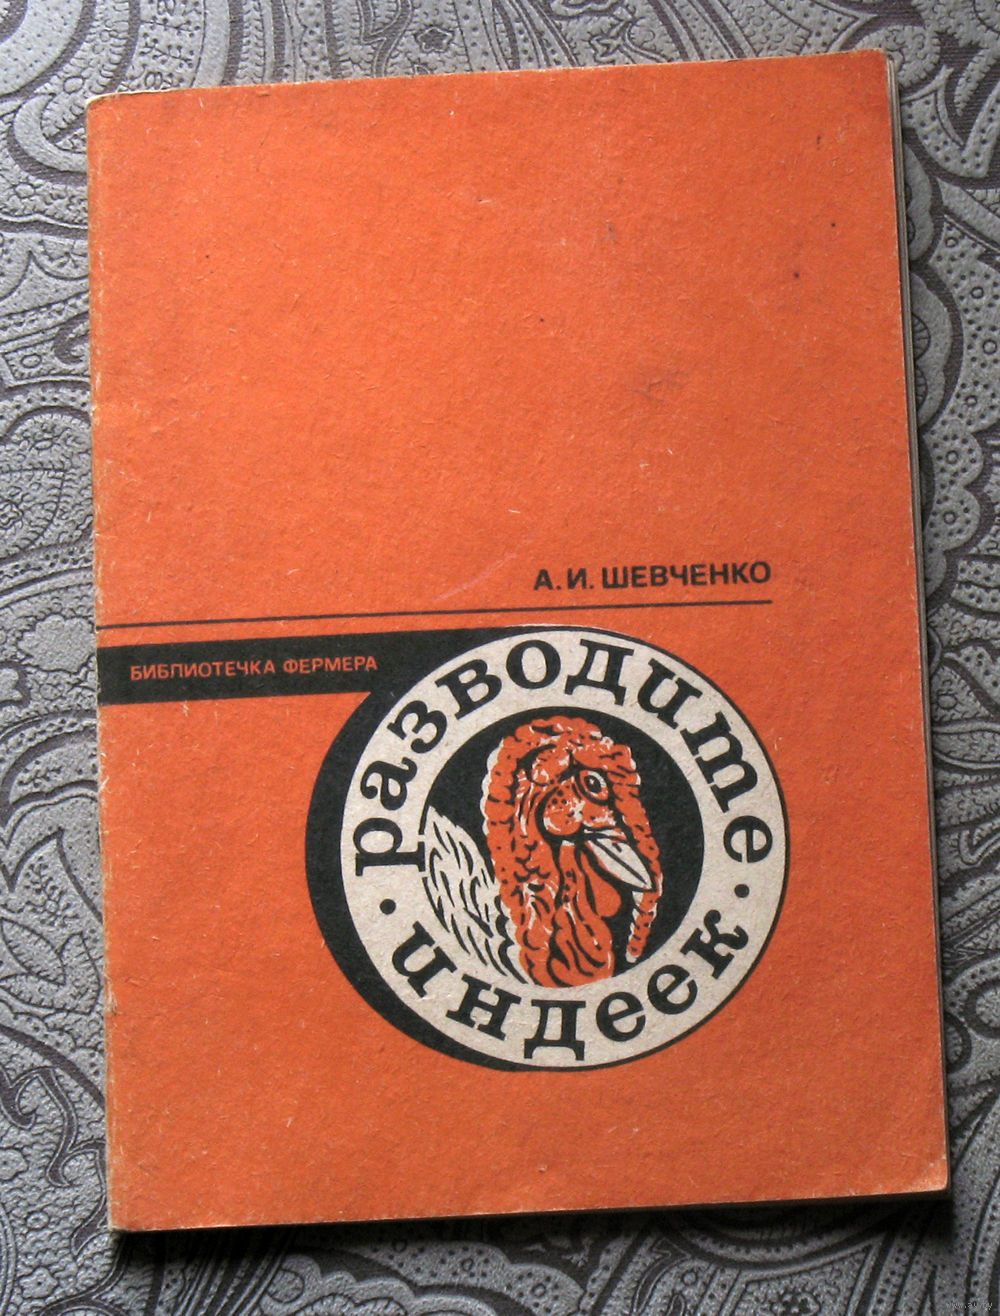 А. И. ШЕВЧЕНКО
БИБЛИОТЕЧКА ФЕРМЕРА
разводите
· индеек ·